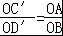 OC′/OD′ = OA/OB